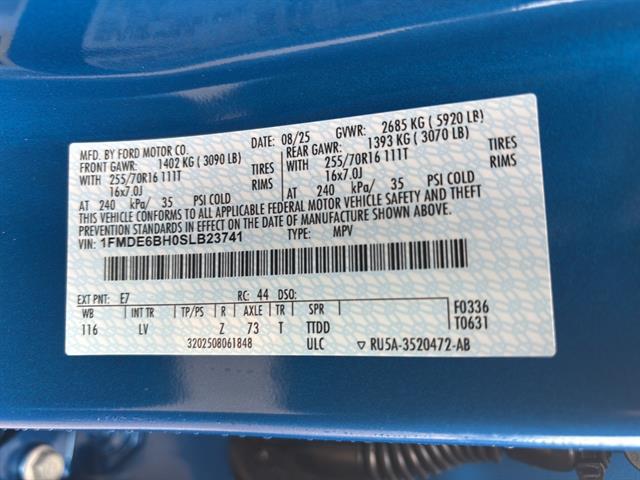 MFD. BY FORD MOTOR CO. DATE: 08/25 GVWR: 2685 KG ( 5920 LB)
FRONT GAWR: 1402 KG ( 3090 LB) REAR GAWR: 1393 KG ( 3070 LB)
WITH 255/70R16 111T TIRES WITH 255/70R16 111T TIRES
16x7.0J RIMS 16x7.0J RIMS
AT 240 kPa/ 35 PSI COLD AT 240 kPa/ 35 PSI COLD
THIS VEHICLE CONFORMS TO ALL APPLICABLE FEDERAL MOTOR VEHICLE SAFETY AND THEFT
PREVENTION STANDARDS IN EFFECT ON THE DATE OF MANUFACTURE SHOWN ABOVE.
VIN: 1FMDE6BH0SLB23741 TYPE: MPV
EXT PNT: E7 RC: 44 DSO: F0336
WB INT TR TP/PS R AXLE TR SPR T0631
116 LV Z 73 T TTDD
3202508061848 ULC ▽ RU5A-3520472-AB